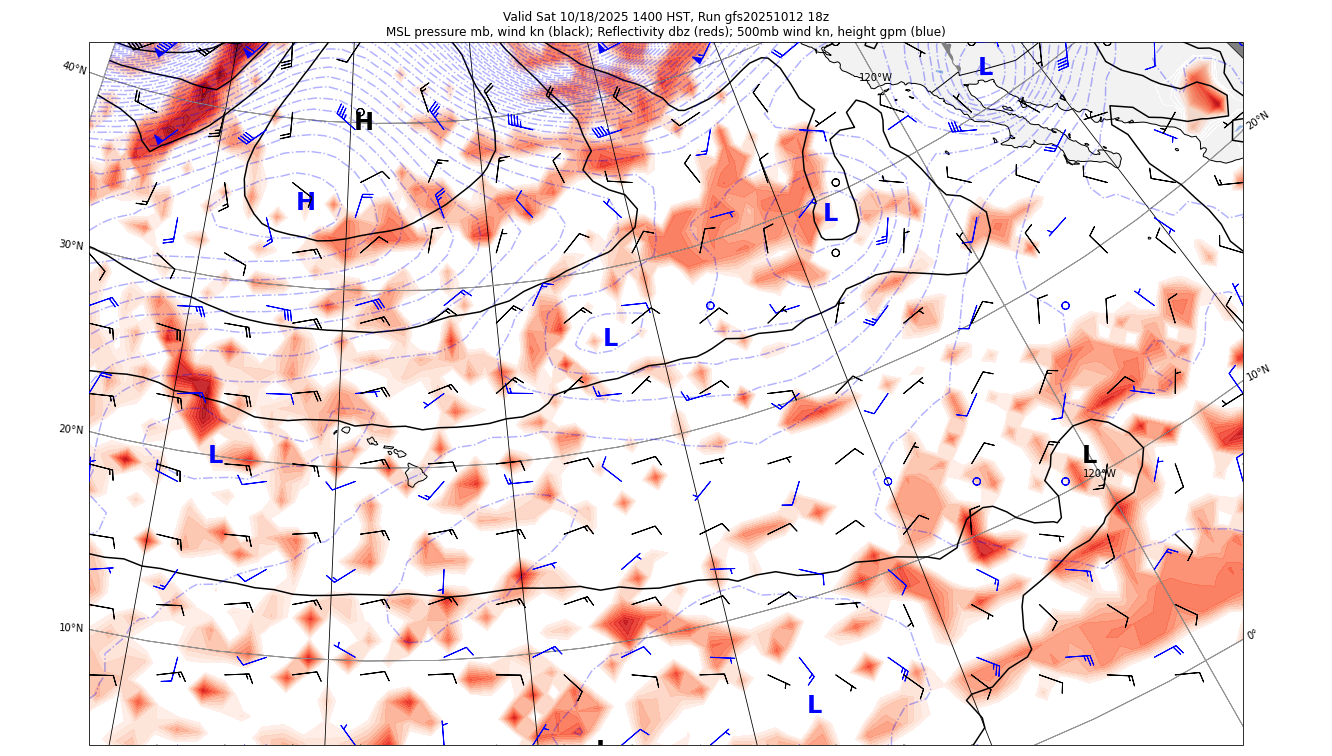 Valid Sat 10/18/2025 1400 HST, Run gfs20251012 18z
MSL pressure mb, wind kn (black); Reflectivity dbz (reds); 500mb wind kn, height gpm (blue)
40°N
L
120°W
H
20°N
H
L
30°N
L
10°N
20°N
L
L
120°W
10°N
0°
L